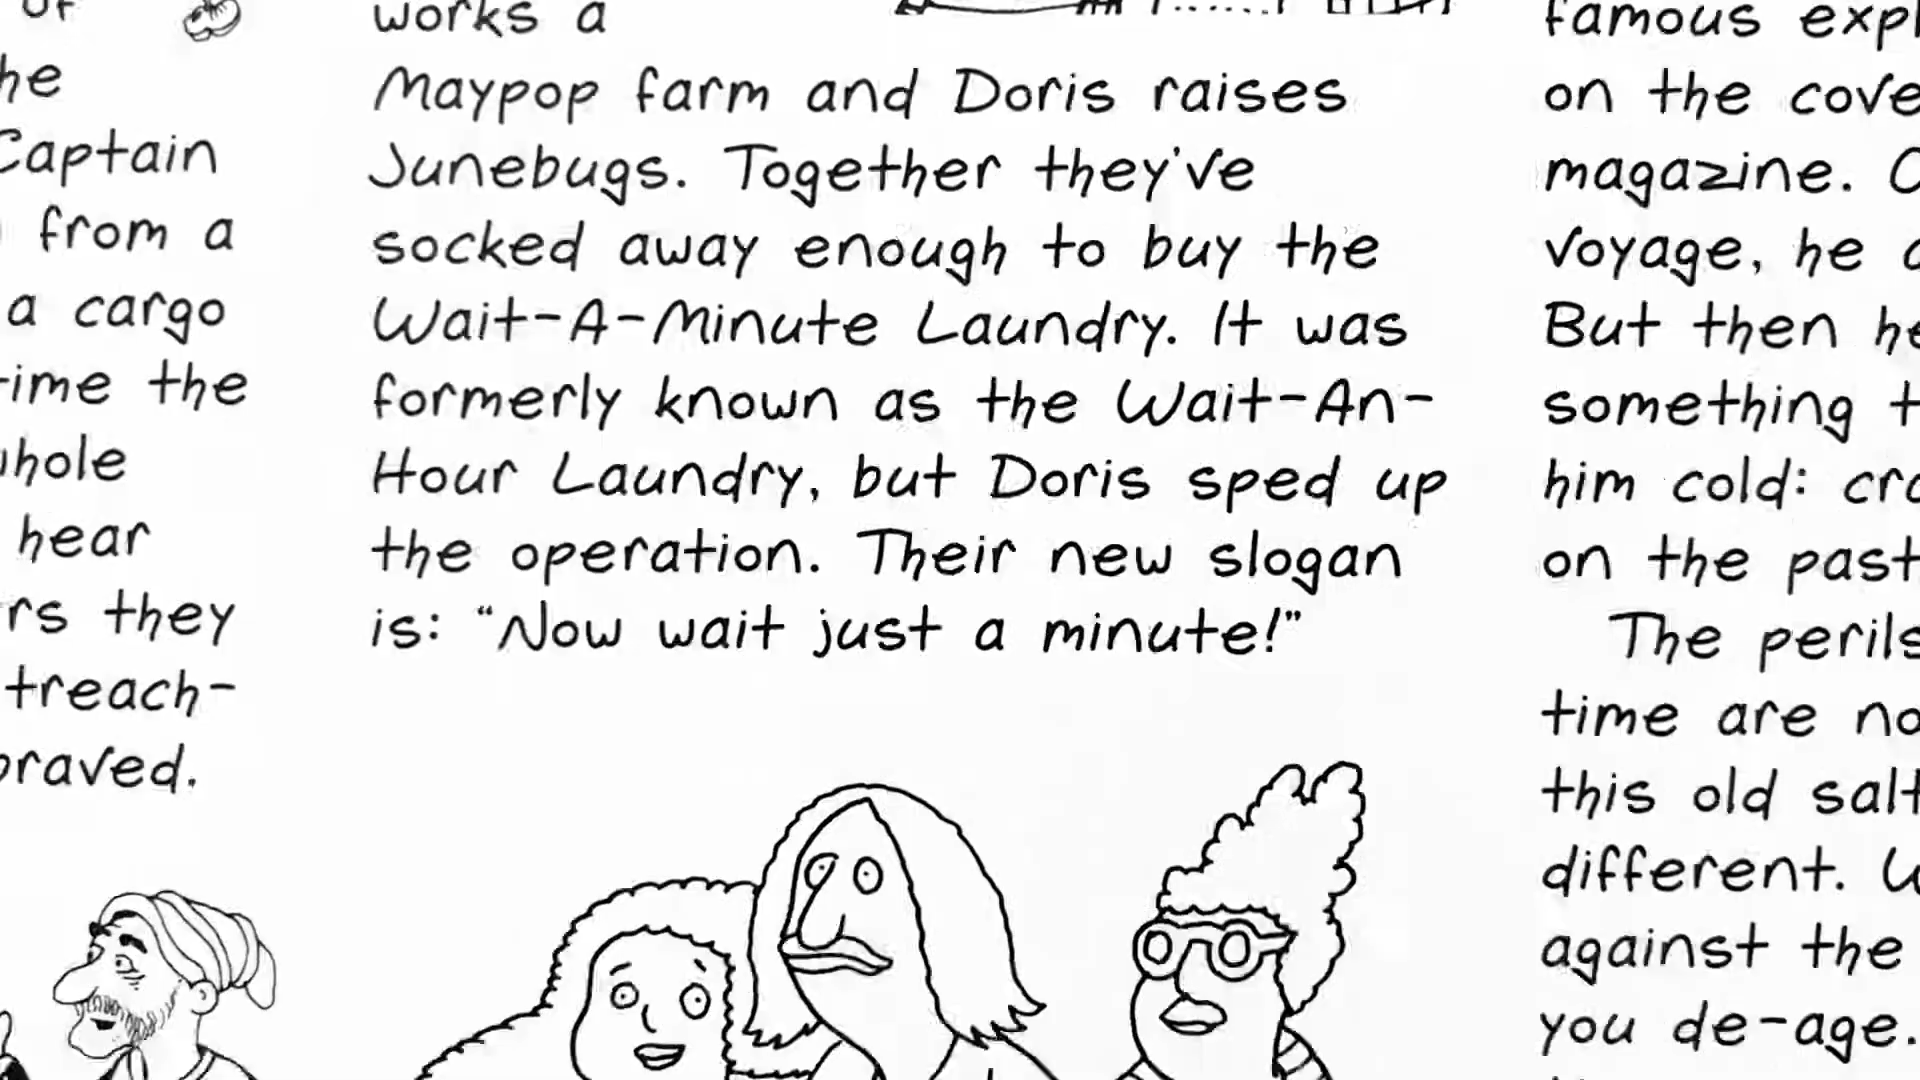 he
Captain
from a
a cargo
the
hear
they
treach-
works a
Maypop farm and Doris raises
Junebugs. Together they've
socked away enough to buy the
Wait-A-Minute Laundry. It was
formerly known as the Wait-An-
Hour Laundry, but Doris sped up
the operation. Their new slogan
is: “Now wait just a minute!”
famous
on the
magazine.
voyage, he
But then
something
him cold:
on the
The perils
time are
this old
different.
against the
you de-age.